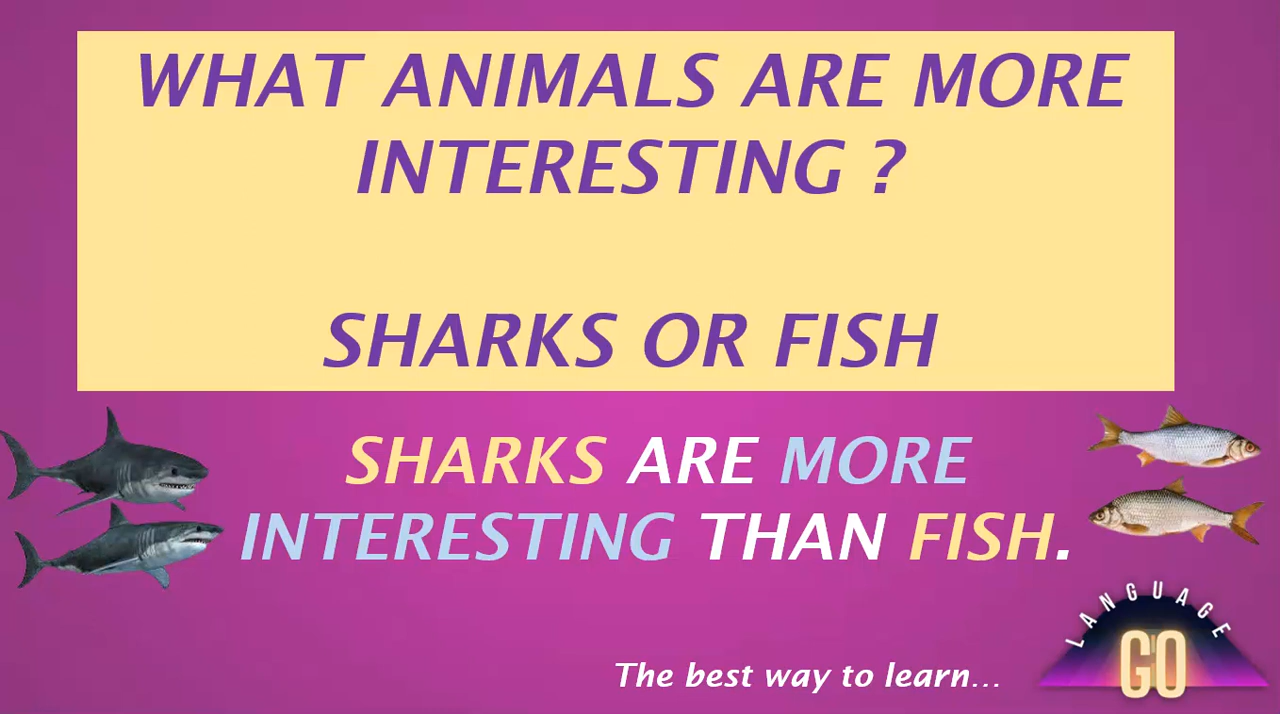 WHAT ANIMALS ARE MORE
INTERESTING ?
SHARKS OR FISH
SHARKS ARE MORE
INTERESTING THAN FISH.
LANGUAGE
GO
The best way to learn...